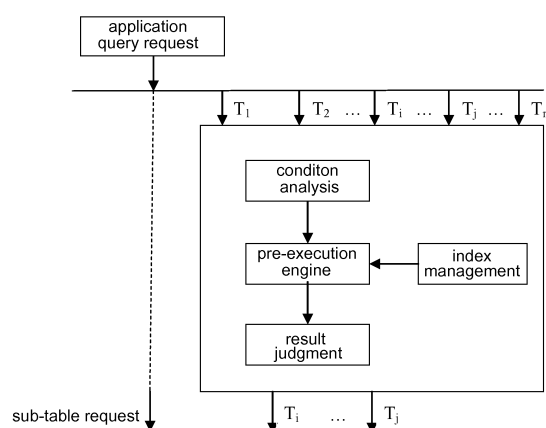 application
query request
T1 T2 ... Ti ... Tj ... Tn
conditon
analysis
pre-execution
engine
index
management
result
judgment
sub-table request
Ti ... Tj